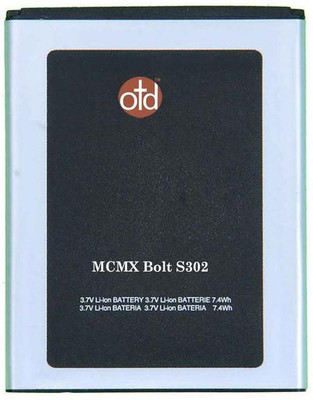 otd
MCMX Bolt S302
3.7V Li-ion BATTERY 3.7V Li-ion BATTERIE 7.4Wh
3.7V Li-ion BATERIA 3.7V Li-ion BATERIA 7.4Wh